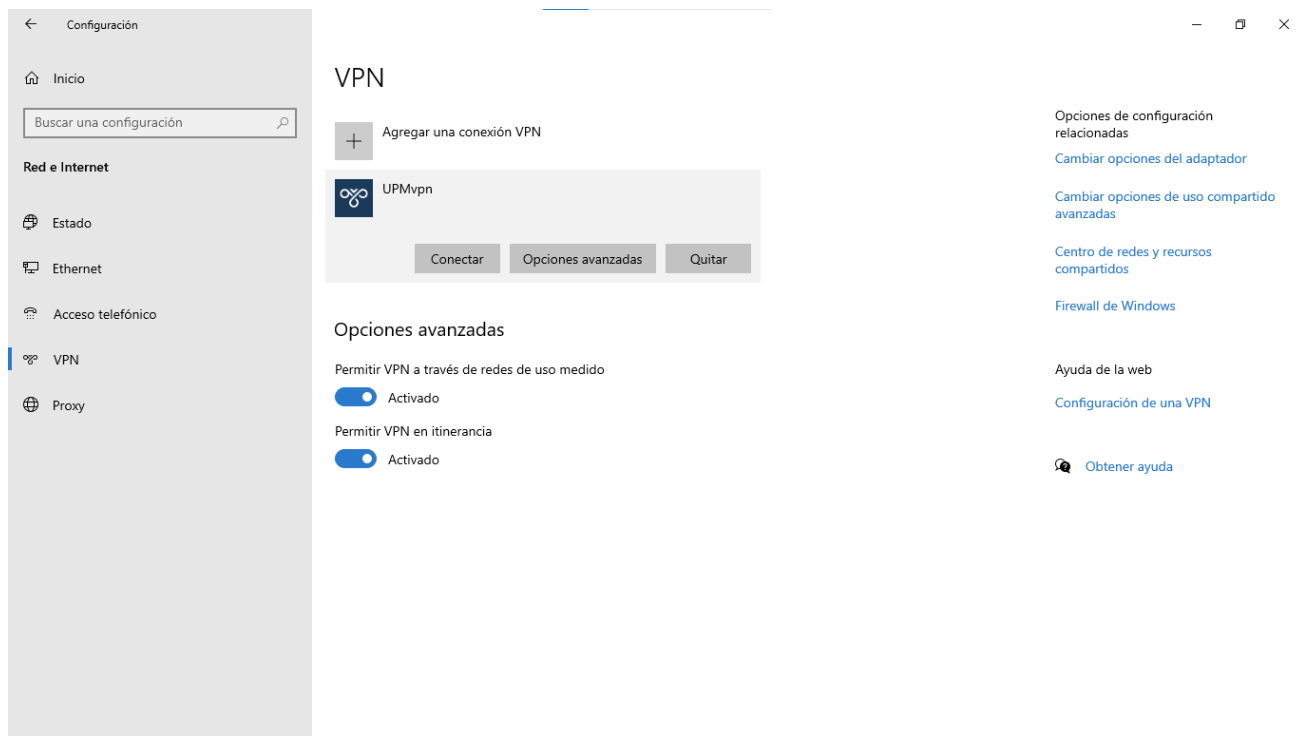 Configuración
Inicio
Buscar una configuración
Red e Internet
Estado
Ethernet
Acceso telefónico
VPN
Proxy
VPN
Agregar una conexión VPN
UPMvpn
Conectar
Opciones avanzadas
Quitar
Opciones avanzadas
Permitir VPN a través de redes de uso medido
Activado
Permitir VPN en itinerancia
Activado
Opciones de configuración
relacionadas
Cambiar opciones del adaptador
Cambiar opciones de uso compartido
avanzadas
Centro de redes y recursos
compartidos
Firewall de Windows
Ayuda de la web
Configuración de una VPN
Obtener ayuda